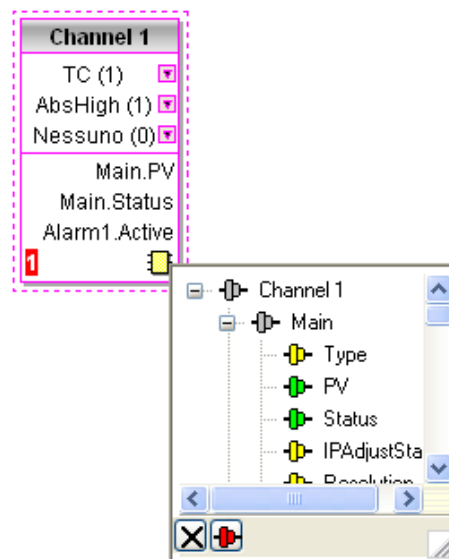 Channel 1
TC (1)
AbsHigh (1)
Nessuno (0)
Main.PV
Main.Status
Alarm1.Active
1
Channel 1
Main
Type
PV
Status
IPAdjustSta
Resolution